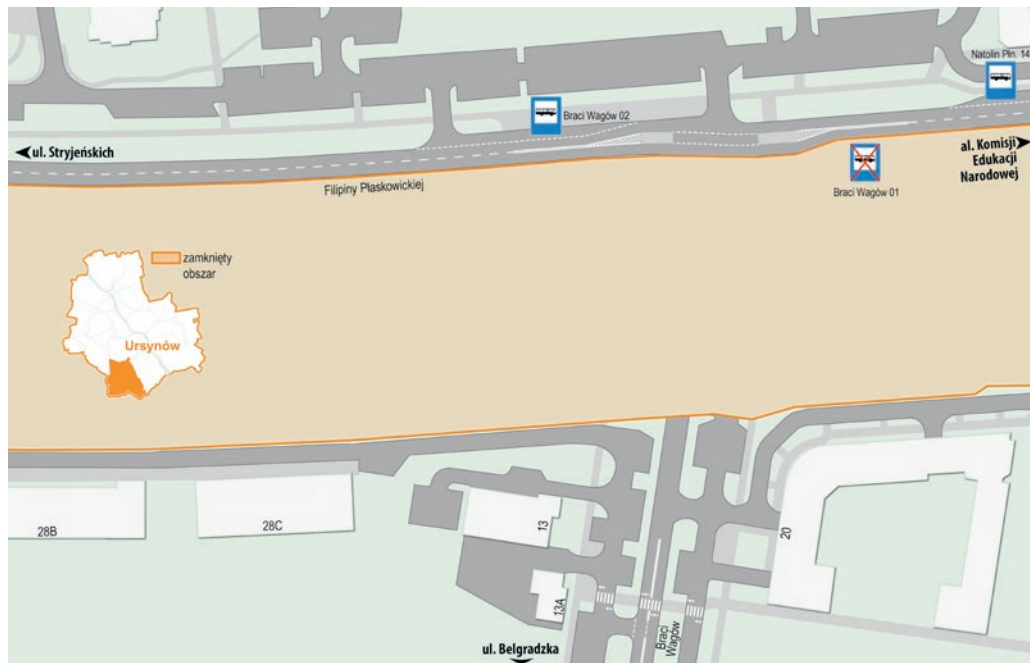 Natolin Płn. 14
Braci Wagów 02
ul. Stryjeńskich
al. Komisji
Edukacji
Narodowej
Filipiny Płaskowickiej
Braci Wagów 01
zamknięty
obszar
Ursynów
28B
28C
13
20
13A
Braci
Wagów
ul. Belgradzka